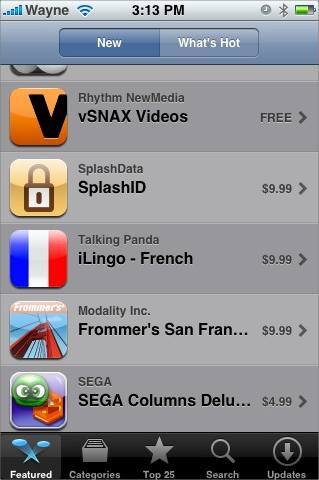 Wayne 3:13 PM
New What's Hot
Rhythm NewMedia
vSNAX Videos FREE
SplashData
SplashID $9.99
Talking Panda
iLingo - French $9.99
Frommer's
Modality Inc.
Frommer's San Fran... $9.99
SEGA
SEGA Columns Delu... $4.99
Featured Categories Top 25 Search Updates